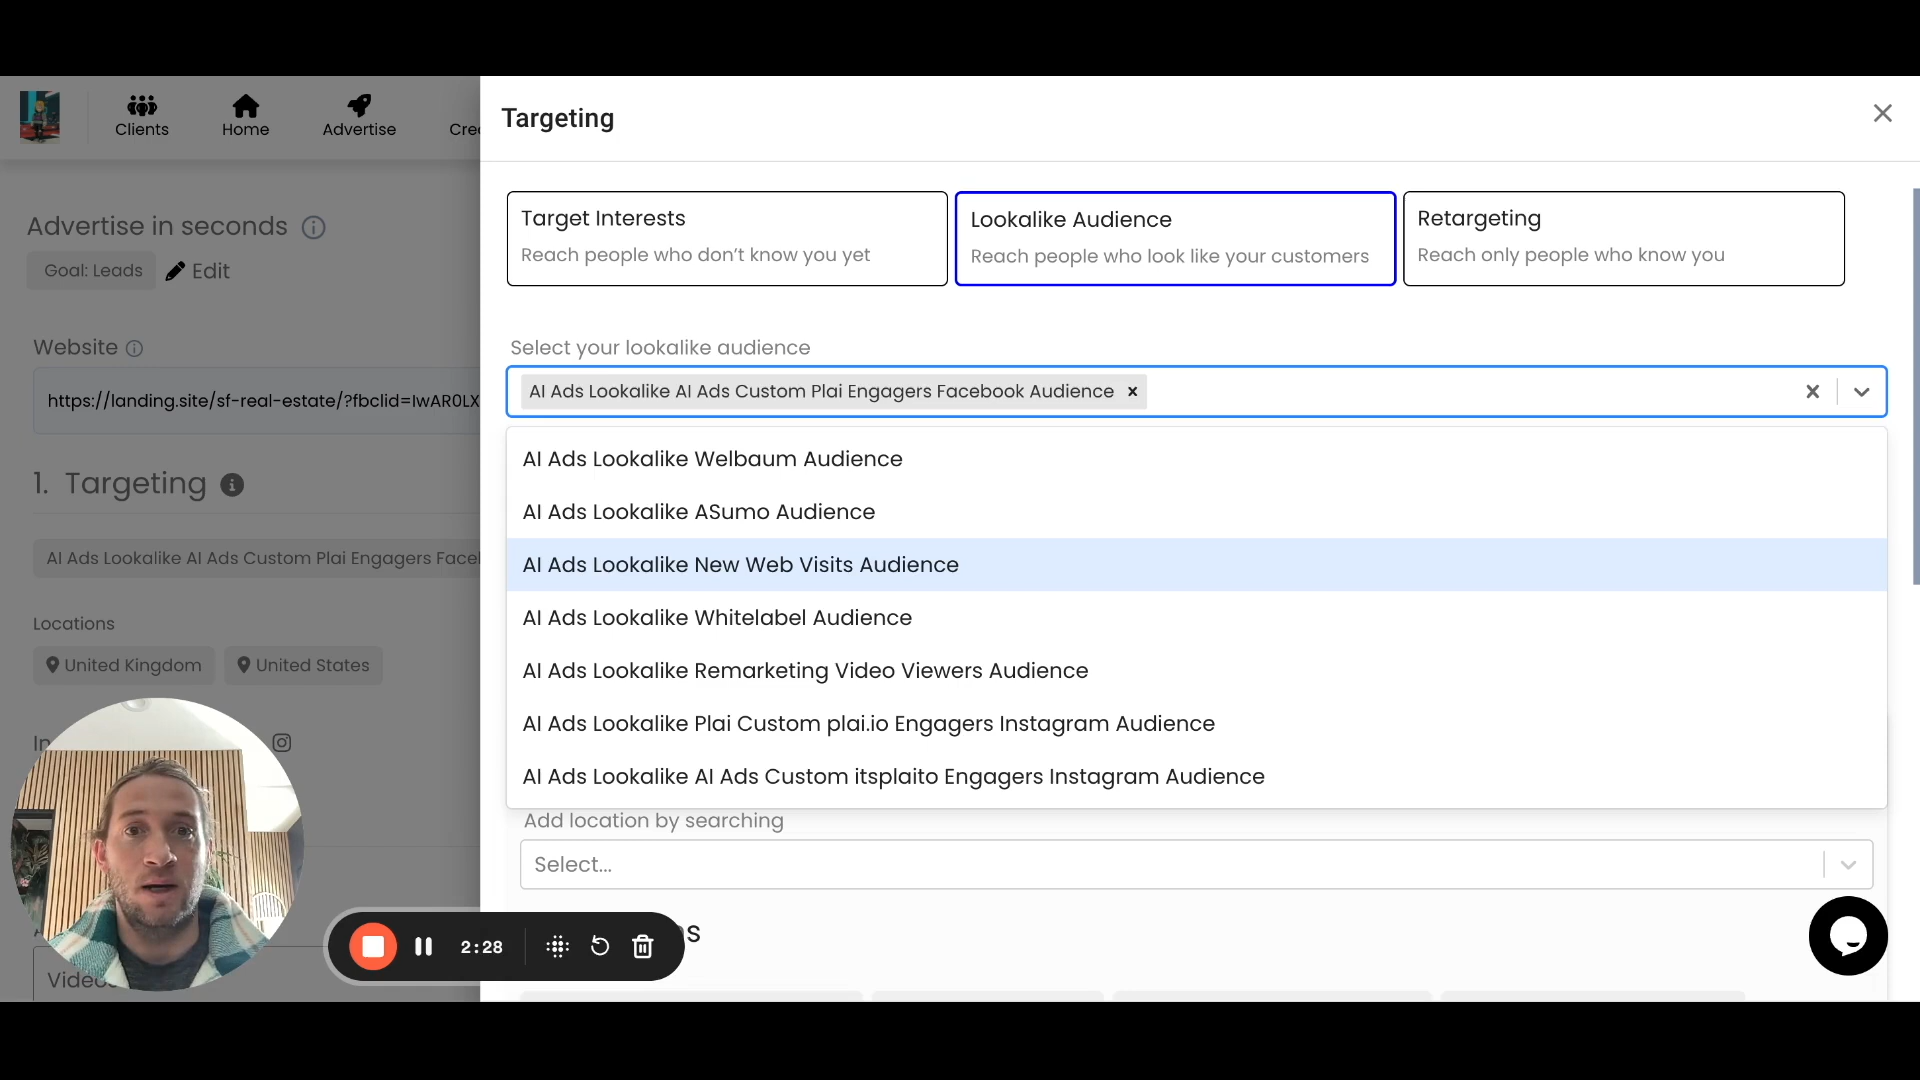 Clients
Home
Advertise
Cre
Advertise in seconds
Goal: Leads
Edit
Website
https://landing.site/sf-real-estate/?fbclid=IwAR0LX
1. Targeting
AI Ads Lookalike AI Ads Custom Plai Engagers Face
Locations
United Kingdom
United States
In
Video
Targeting
Target Interests
Reach people who don’t know you yet
Lookalike Audience
Reach people who look like your customers
Retargeting
Reach only people who know you
Select your lookalike audience
AI Ads Lookalike AI Ads Custom Plai Engagers Facebook Audience
AI Ads Lookalike Welbaum Audience
AI Ads Lookalike ASumo Audience
AI Ads Lookalike New Web Visits Audience
AI Ads Lookalike Whitelabel Audience
AI Ads Lookalike Remarketing Video Viewers Audience
AI Ads Lookalike Plai Custom plai.io Engagers Instagram Audience
AI Ads Lookalike AI Ads Custom itsplaito Engagers Instagram Audience
Add location by searching
Select...
ns
2:28